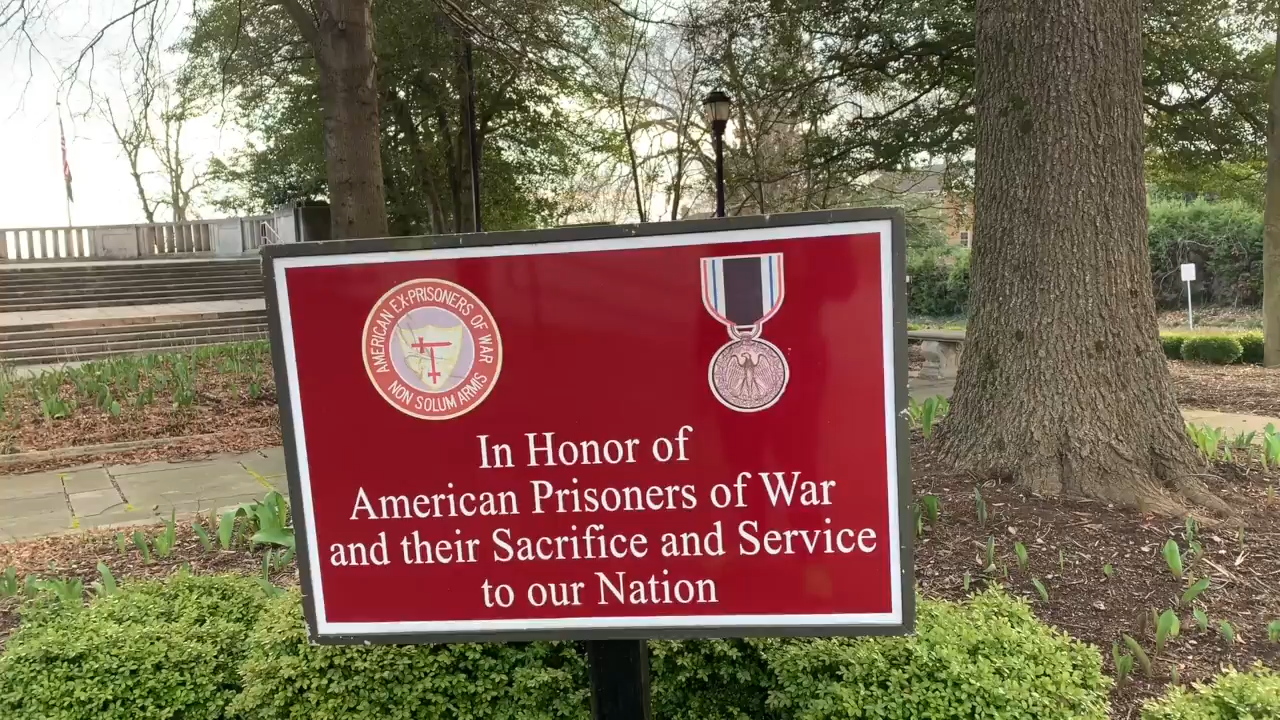 AMERICAN EX-PRISONERS OF WAR
NON SOLUM ARMIS
In Honor of
American Prisoners of War
and their Sacrifice and Service
to our Nation